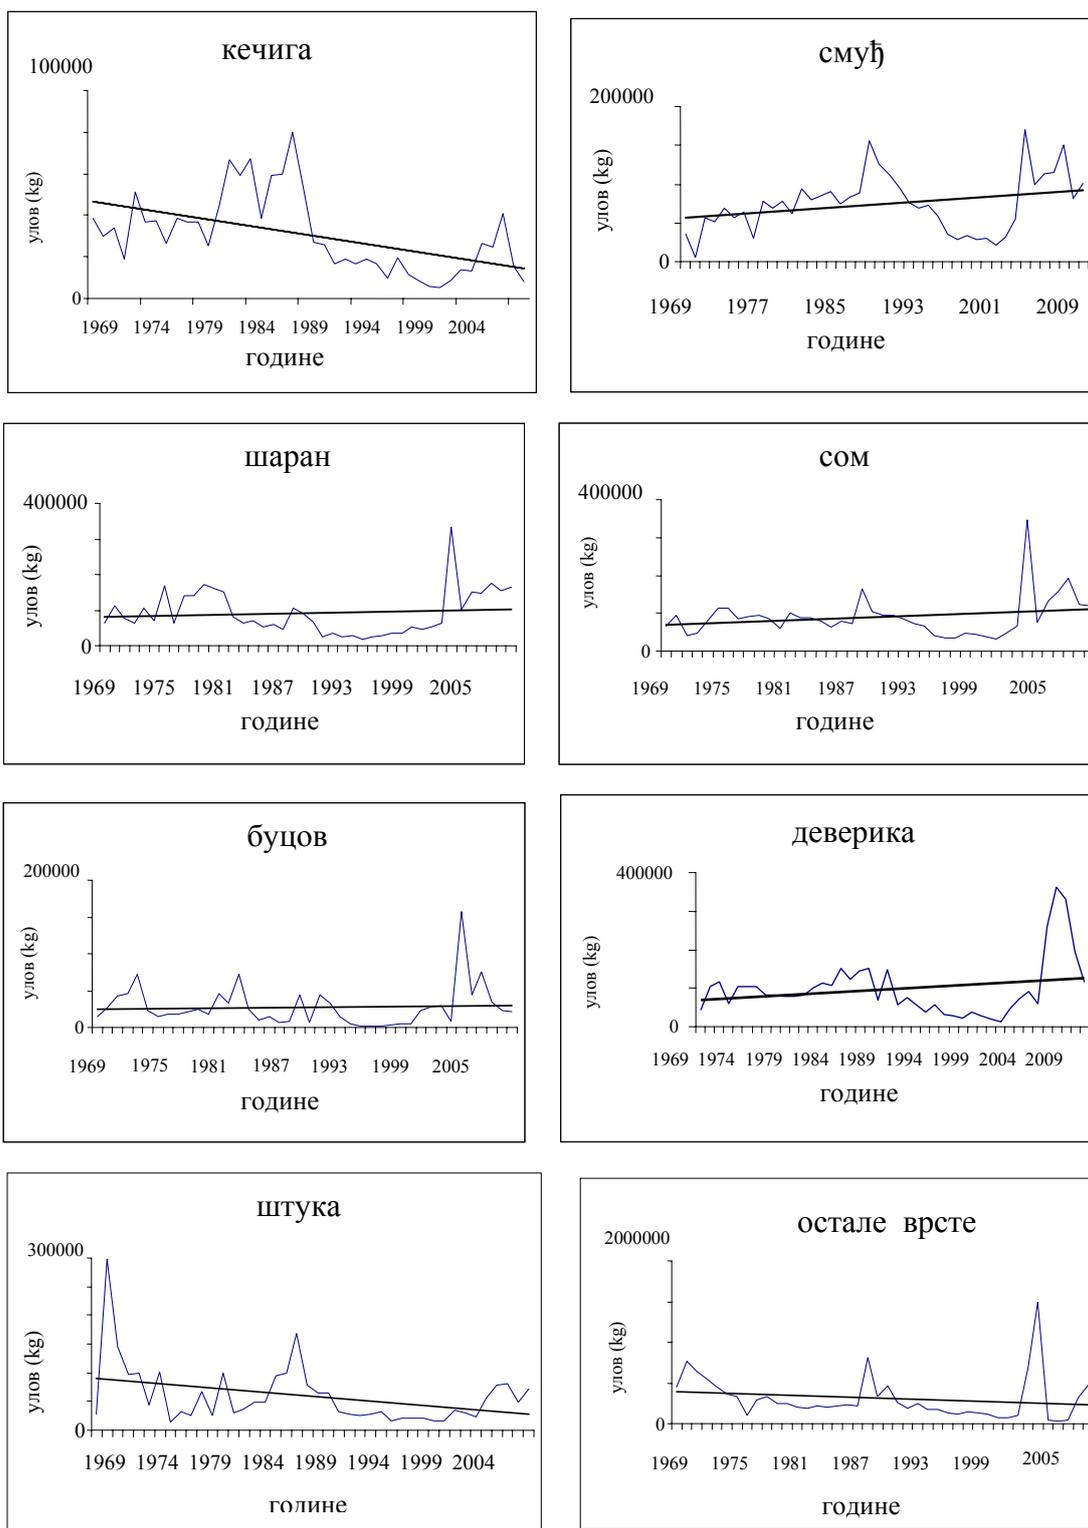 кечига
100000
улов (kg)
0
1969 1974 1979 1984 1989 1994 1999 2004
године
смуђ
200000
улов (kg)
0
1969 1977 1985 1993 2001 2009
године
шаран
400000
улов (kg)
0
1969 1975 1981 1987 1993 1999 2005
године
сом
400000
улов (kg)
0
1969 1975 1981 1987 1993 1999 2005
године
буцов
200000
улов (kg)
0
1969 1975 1981 1987 1993 1999 2005
године
деверика
400000
улов (kg)
0
1969 1974 1979 1984 1989 1994 1999 2004 2009
године
штука
300000
улов (kg)
0
1969 1974 1979 1984 1989 1994 1999 2004
године
остале врсте
2000000
улов (kg)
0
1969 1975 1981 1987 1993 1999 2005
године